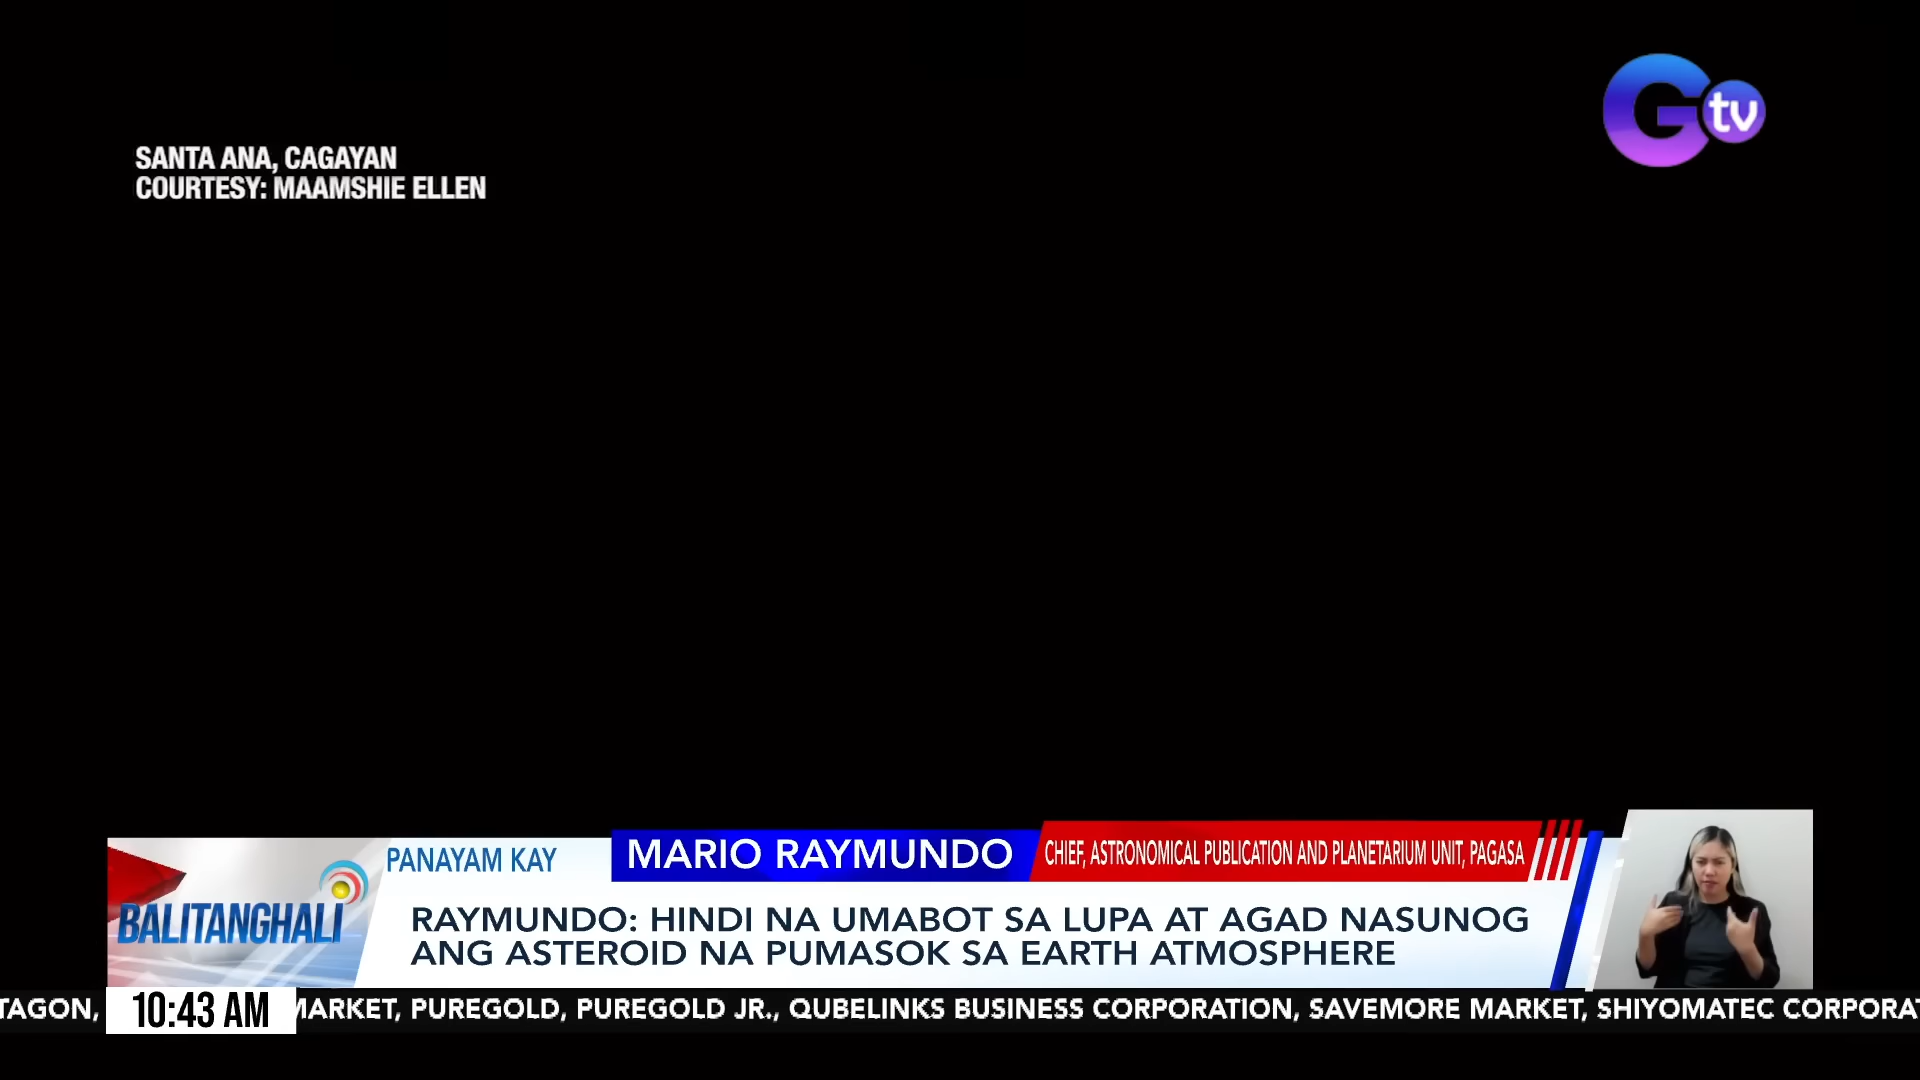 Gtv
SANTA ANA, CAGAYAN
COURTESY: MAAMSHIE ELLEN
PANAYAM KAY
MARIO RAYMUNDO
CHIEF, ASTRONOMICAL PUBLICATION AND PLANETARIUM UNIT, PAGASA
BALITANGHALI
RAYMUNDO: HINDI NA UMABOT SA LUPA AT AGAD NASUNOG
ANG ASTEROID NA PUMASOK SA EARTH ATMOSPHERE
TAGON, 10:43 AM MARKET, PUREGOLD, PUREGOLD JR., QUBELINKS BUSINESS CORPORATION, SAVEMORE MARKET, SHIYOMATEC CORPORAT